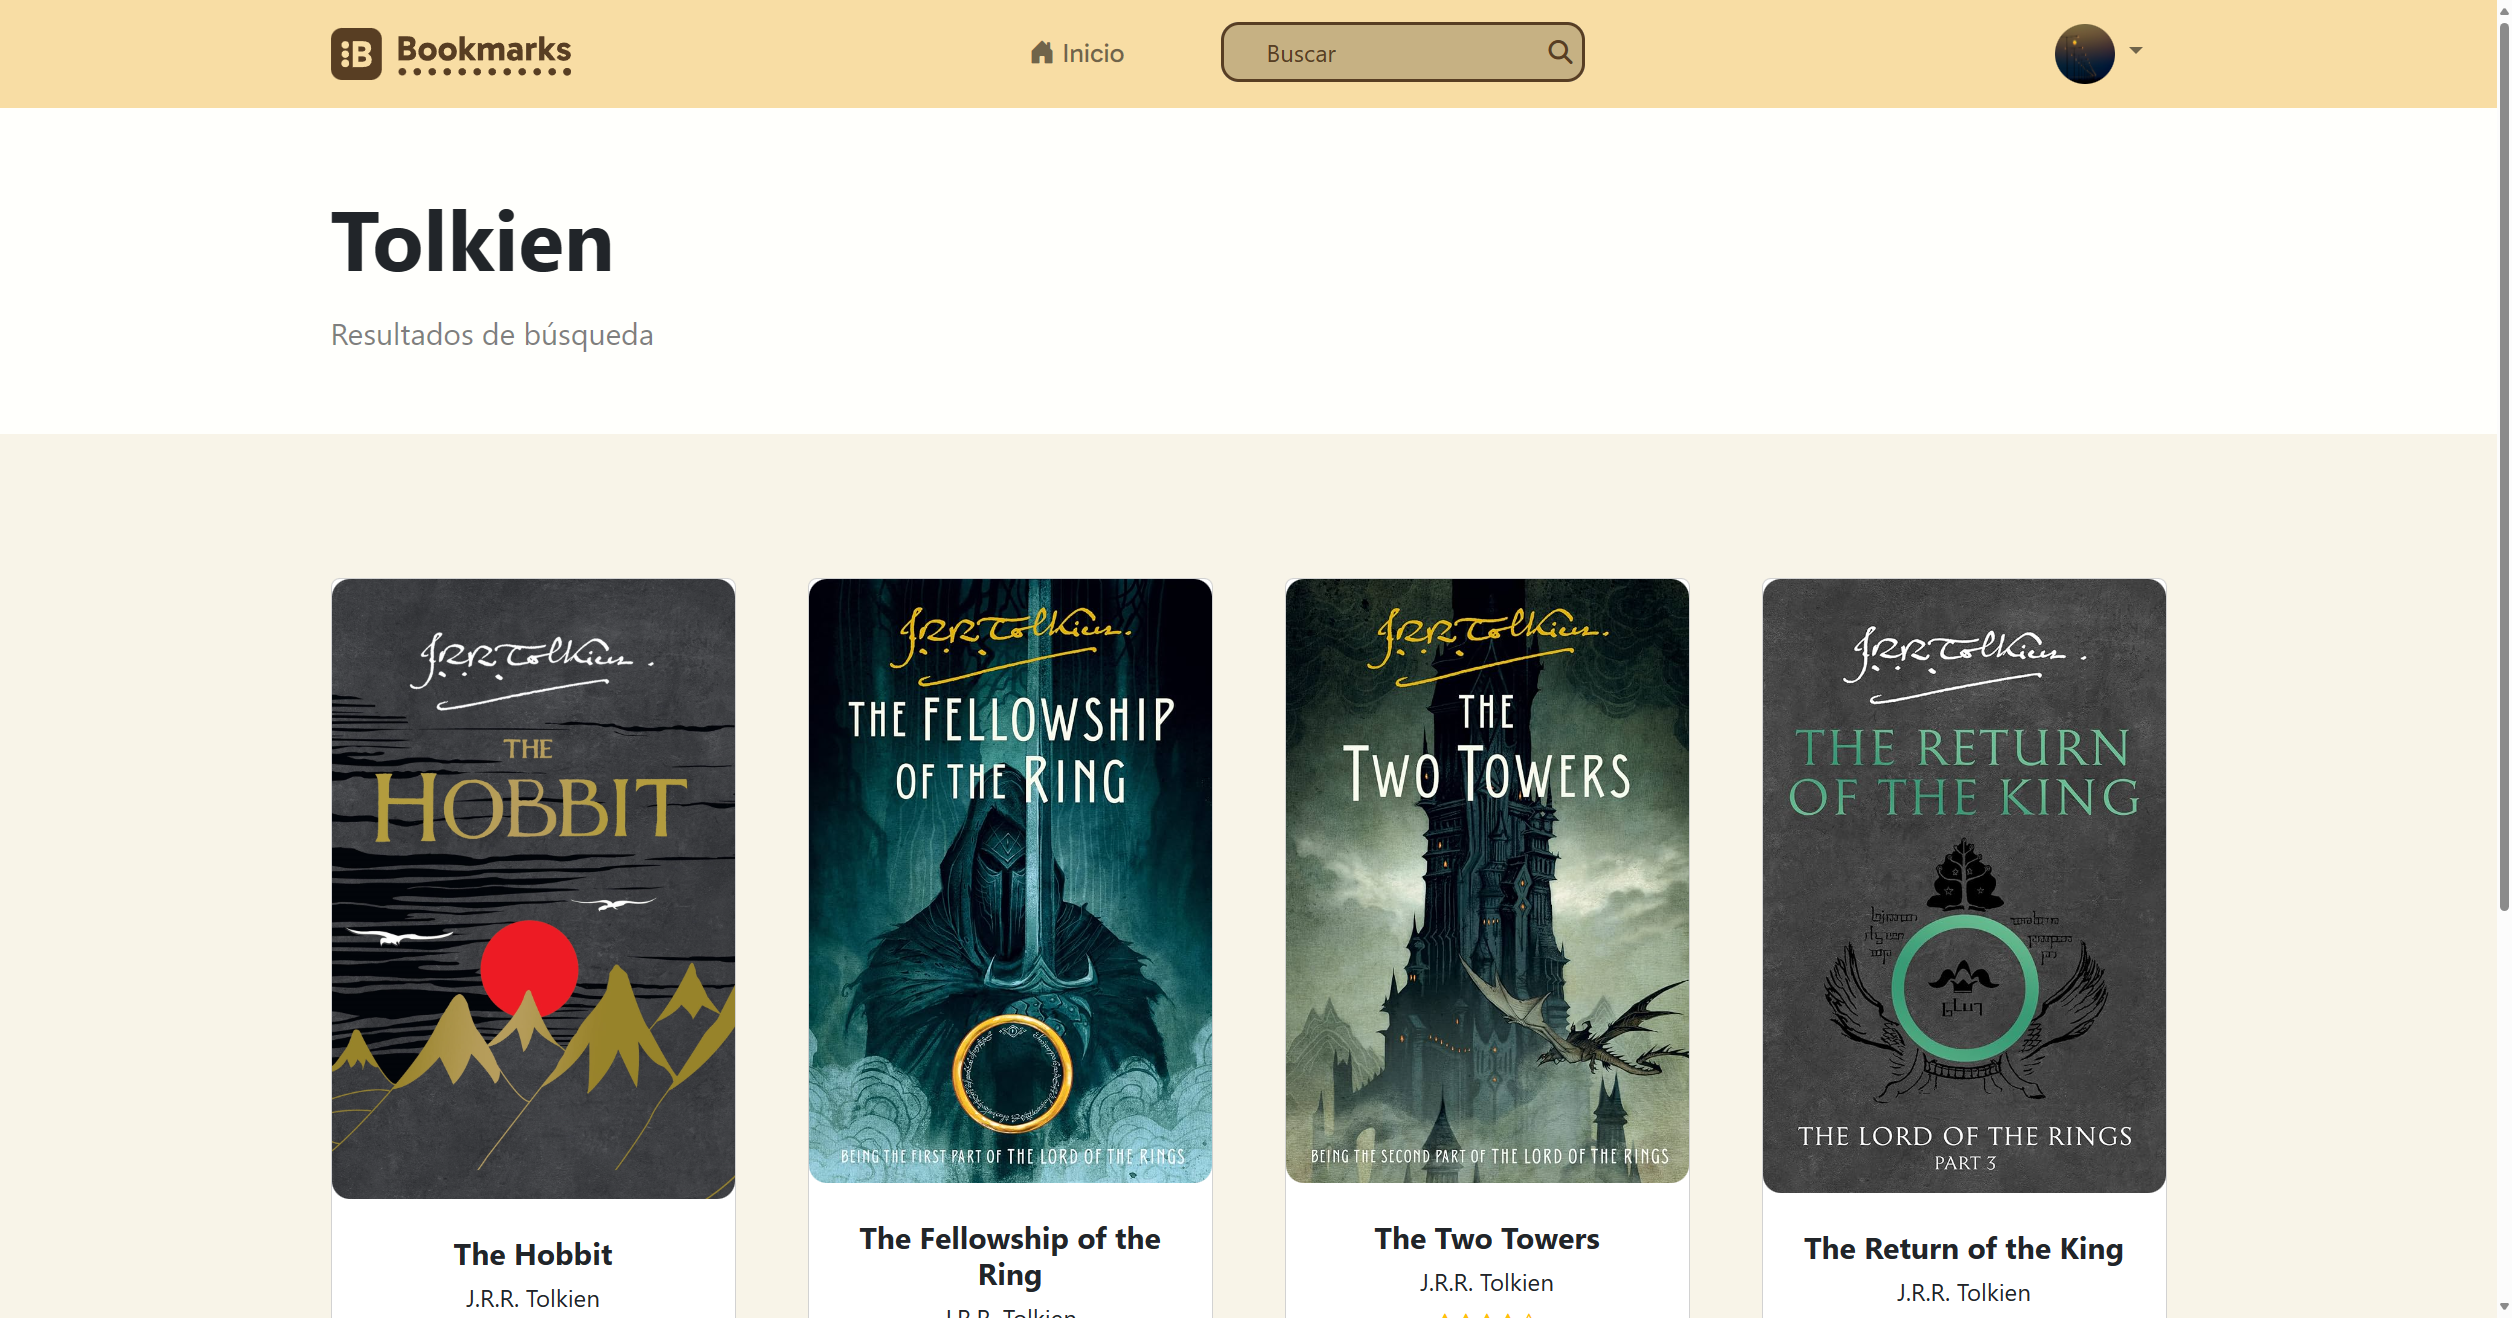 Bookmarks
Inicio
Buscar
Tolkien
Resultados de búsqueda
J.R.R. Tolkien.
THE
HOBBIT
J.R.R. Tolkien.
THE FELLOWSHIP
OF THE RING
BEING THE FIRST PART OF THE LORD OF THE RINGS
J.R.R. Tolkien.
THE
TWO TOWERS
BEING THE SECOND PART OF THE LORD OF THE RINGS
J.R.R. Tolkien.
THE RETURN
OF THE KING
THE LORD OF THE RINGS
PART 3
The Hobbit
J.R.R. Tolkien
The Fellowship of the
Ring
J.R.R. Tolkien
The Two Towers
J.R.R. Tolkien
The Return of the King
J.R.R. Tolkien